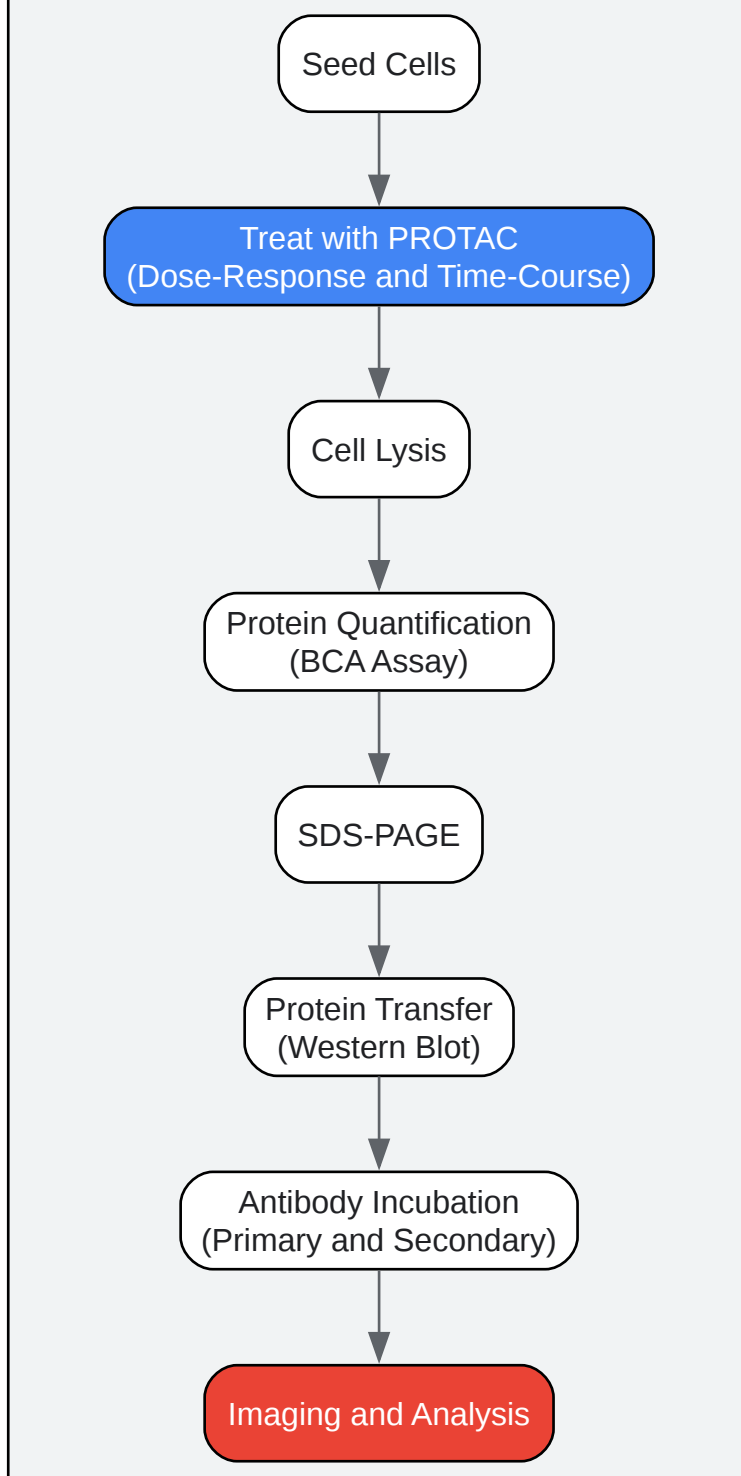 Seed Cells
Treat with PROTAC
(Dose-Response and Time-Course)
Cell Lysis
Protein Quantification
(BCA Assay)
SDS-PAGE
Protein Transfer
(Western Blot)
Antibody Incubation
(Primary and Secondary)
Imaging and Analysis